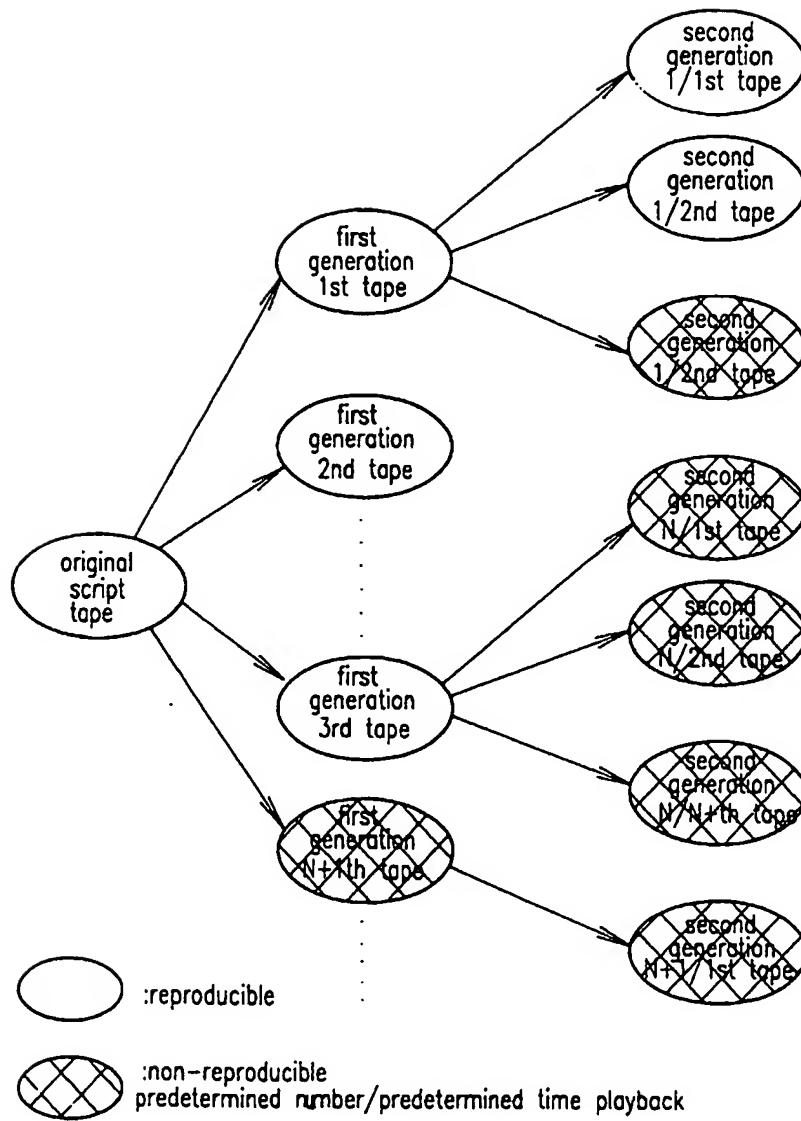 second
generation
1/1st tape
second
generation
1/2nd tape
first
generation
1st tape
second
generation
1/2nd tape
first
generation
2nd tape
second
generation
N/1st tape
original
script
tape
second
generation
N/2nd tape
first
generation
3rd tape
second
generation
N/N+th tape
first
generation
N+1th tape
second
generation
N+1/1st tape
:reproducible
:non-reproducible
predetermined number/predetermined time playback